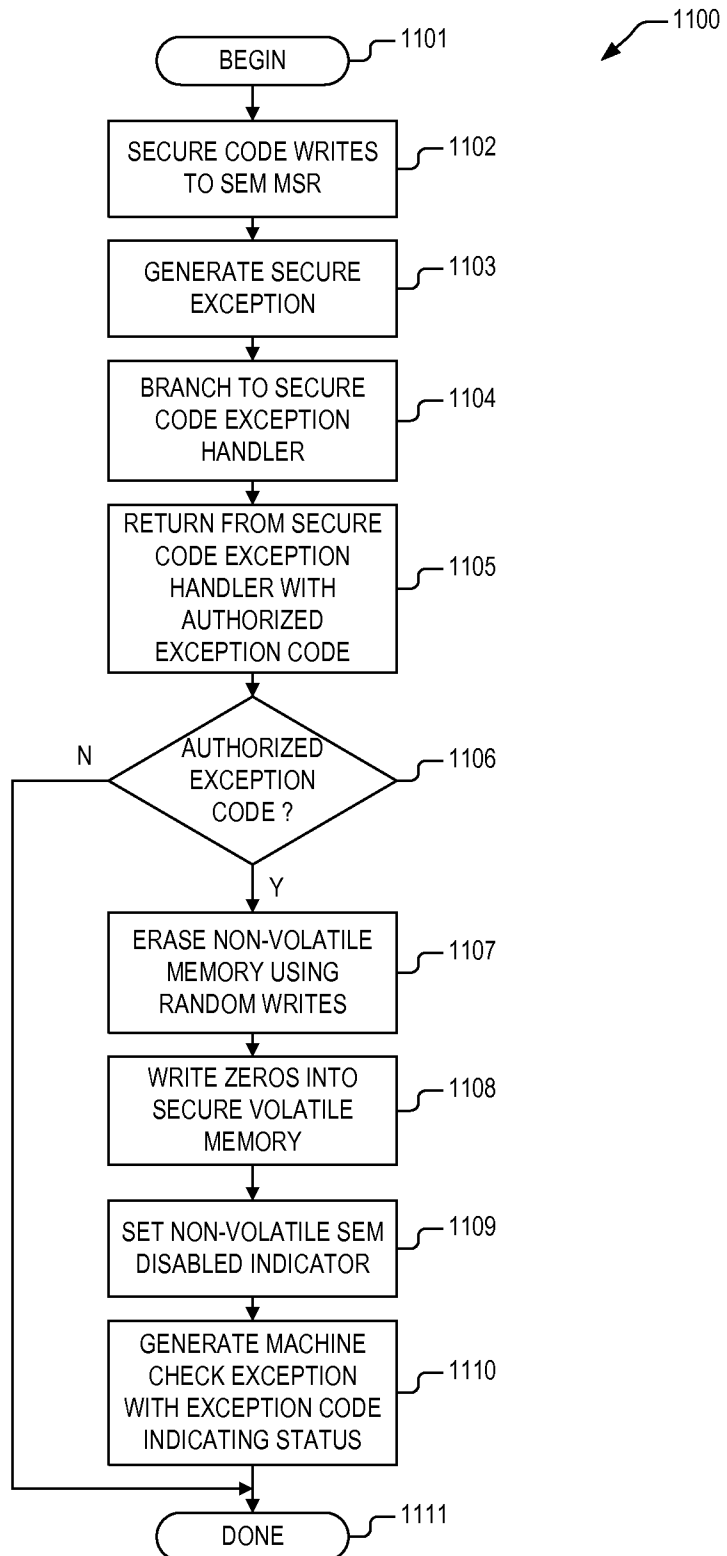 1100
BEGIN
1101
SECURE CODE WRITES
TO SEM MSR
1102
GENERATE SECURE
EXCEPTION
1103
BRANCH TO SECURE
CODE EXCEPTION
HANDLER
1104
RETURN FROM SECURE
CODE EXCEPTION
HANDLER WITH
AUTHORIZED
EXCEPTION CODE
1105
N
AUTHORIZED
EXCEPTION
CODE ?
1106
Y
ERASE NON-VOLATILE
MEMORY USING
RANDOM WRITES
1107
WRITE ZEROS INTO
SECURE VOLATILE
MEMORY
1108
SET NON-VOLATILE SEM
DISABLED INDICATOR
1109
GENERATE MACHINE
CHECK EXCEPTION
WITH EXCEPTION CODE
INDICATING STATUS
1110
DONE
1111